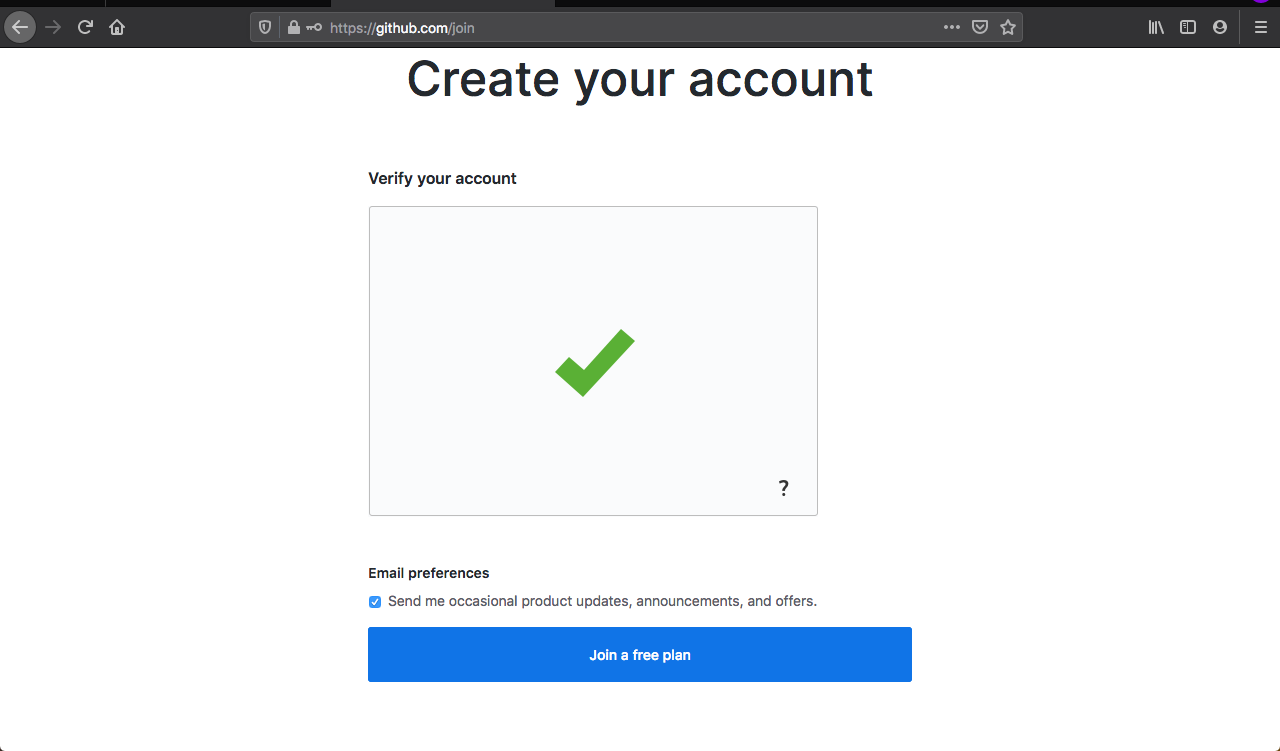 https://github.com/join
Create your account
Verify your account
?
Email preferences
Send me occasional product updates, announcements, and offers.
Join a free plan